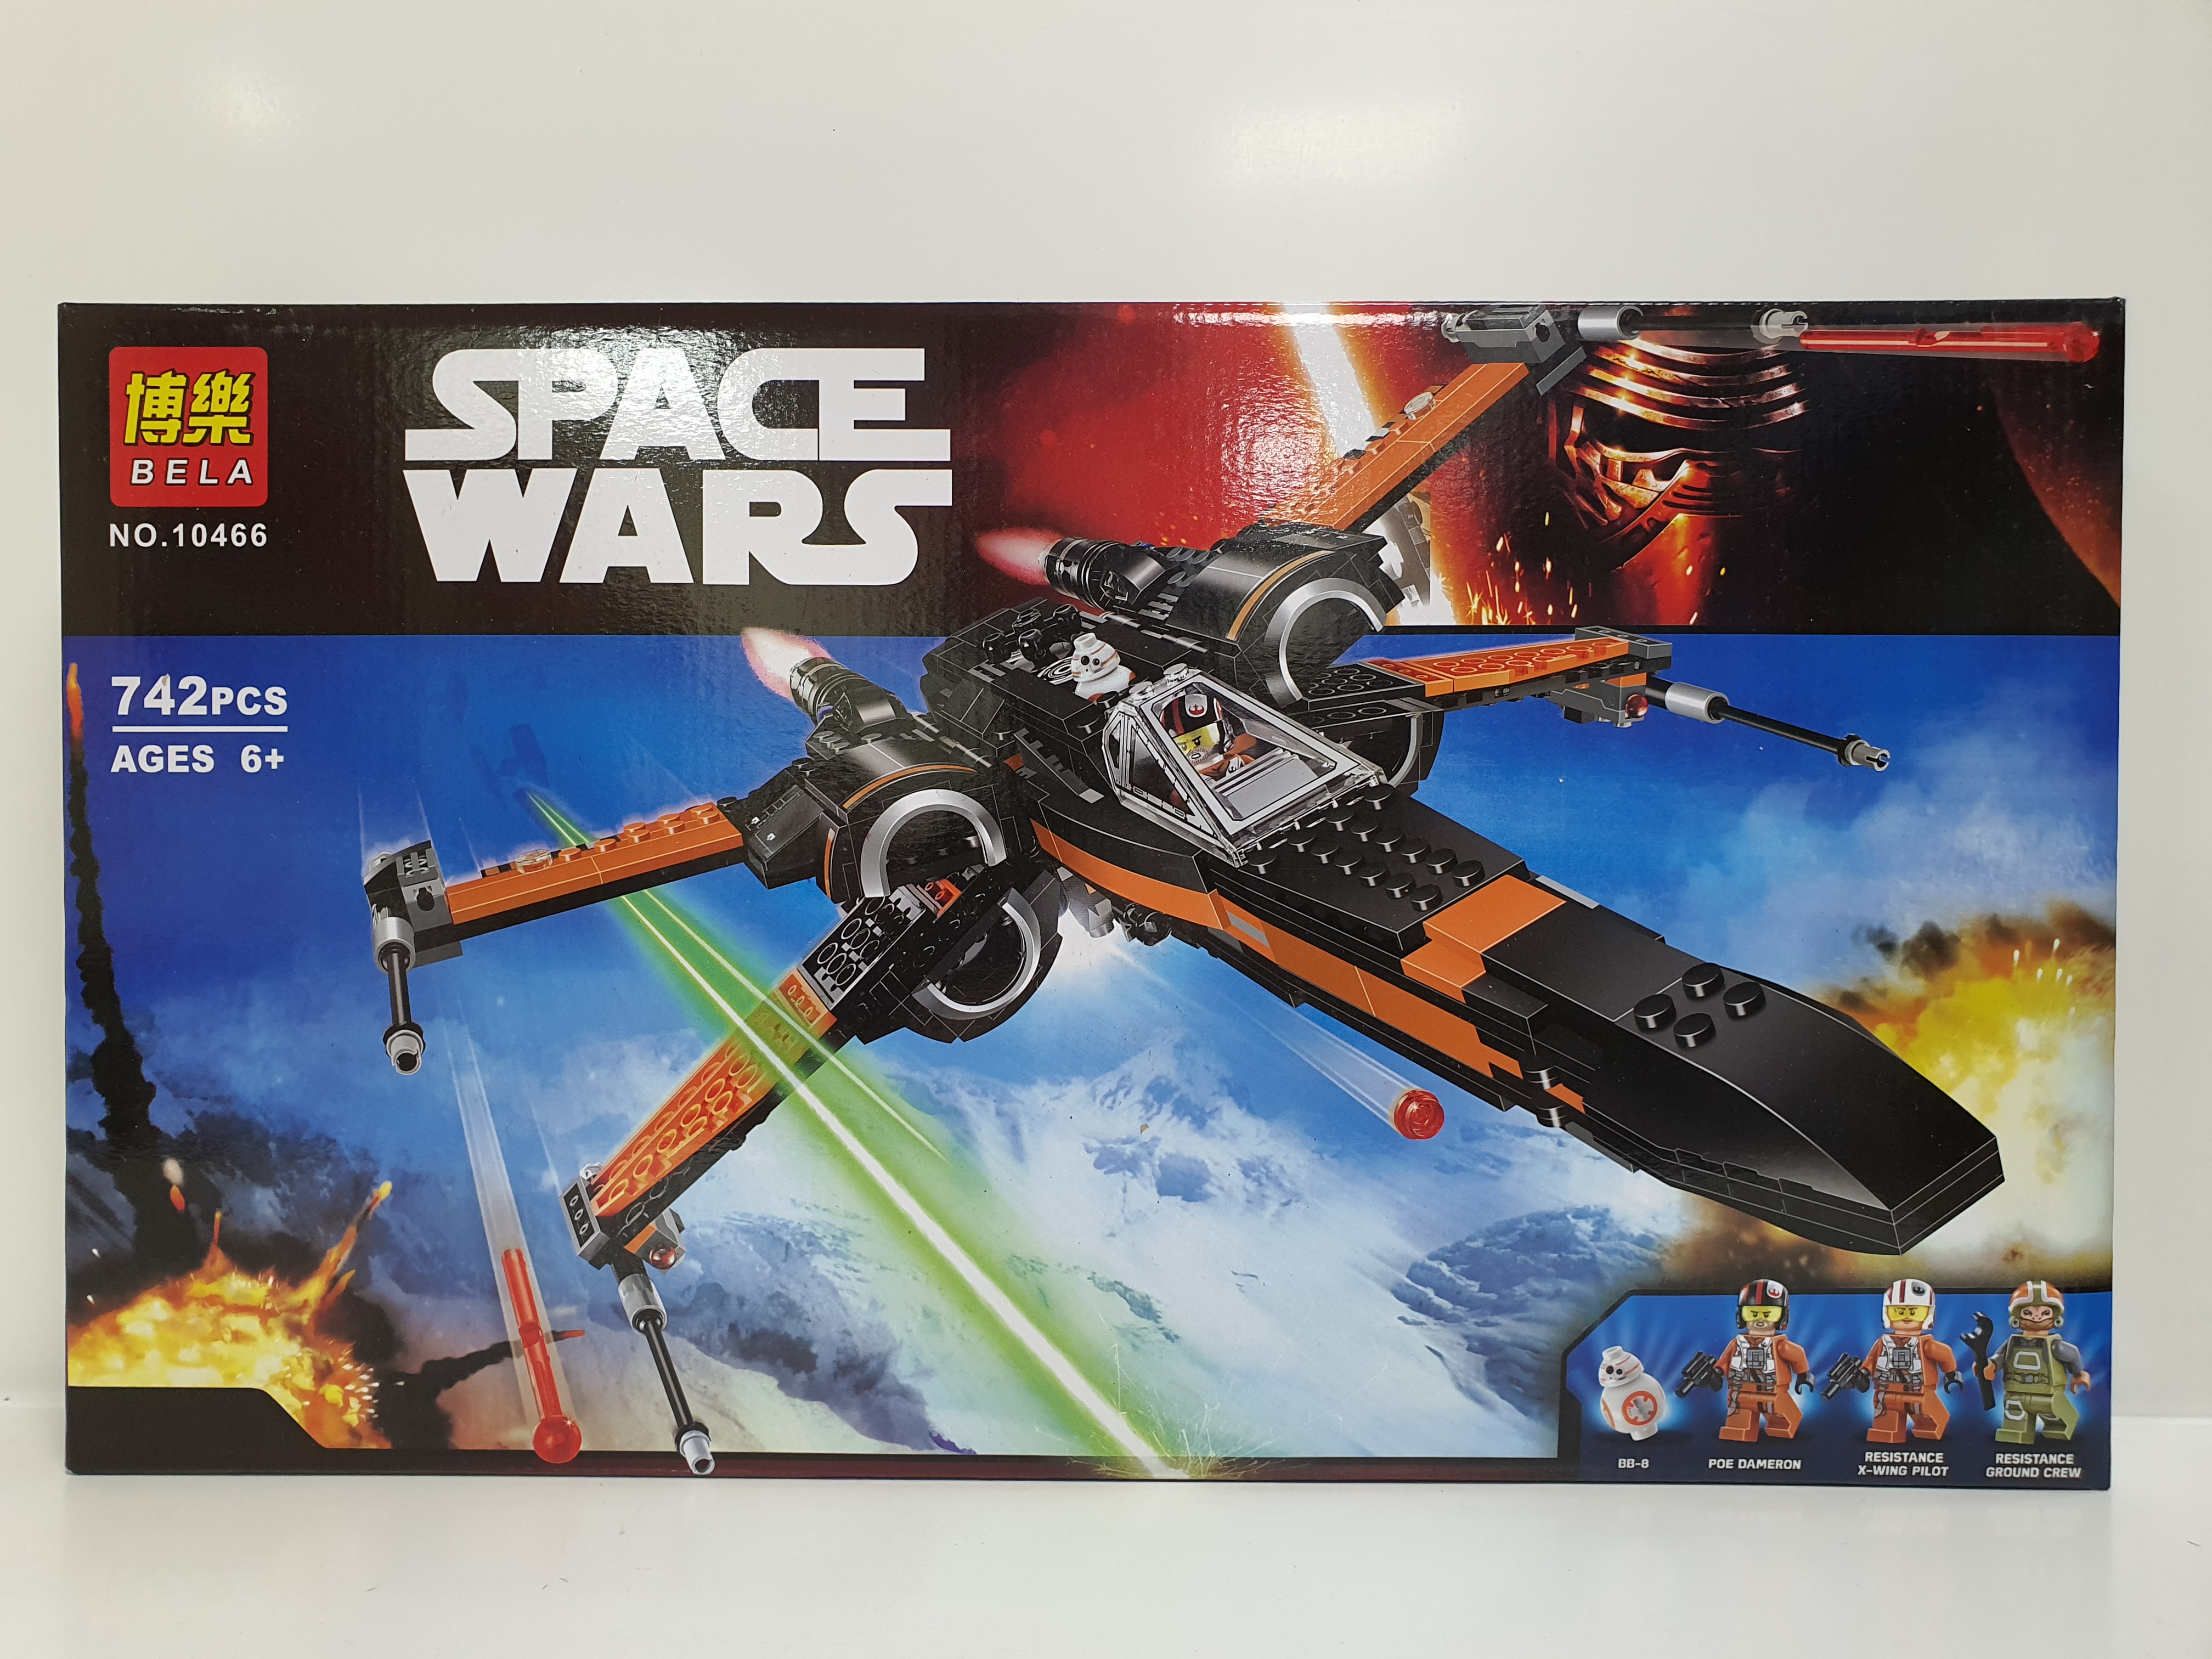 博樂
BELA
NO.10466
SPACE
WARS
742PCS
AGES 6+
BB-8
POE DAMERON
RESISTANCE
X-WING PILOT
RESISTANCE
GROUND CREW